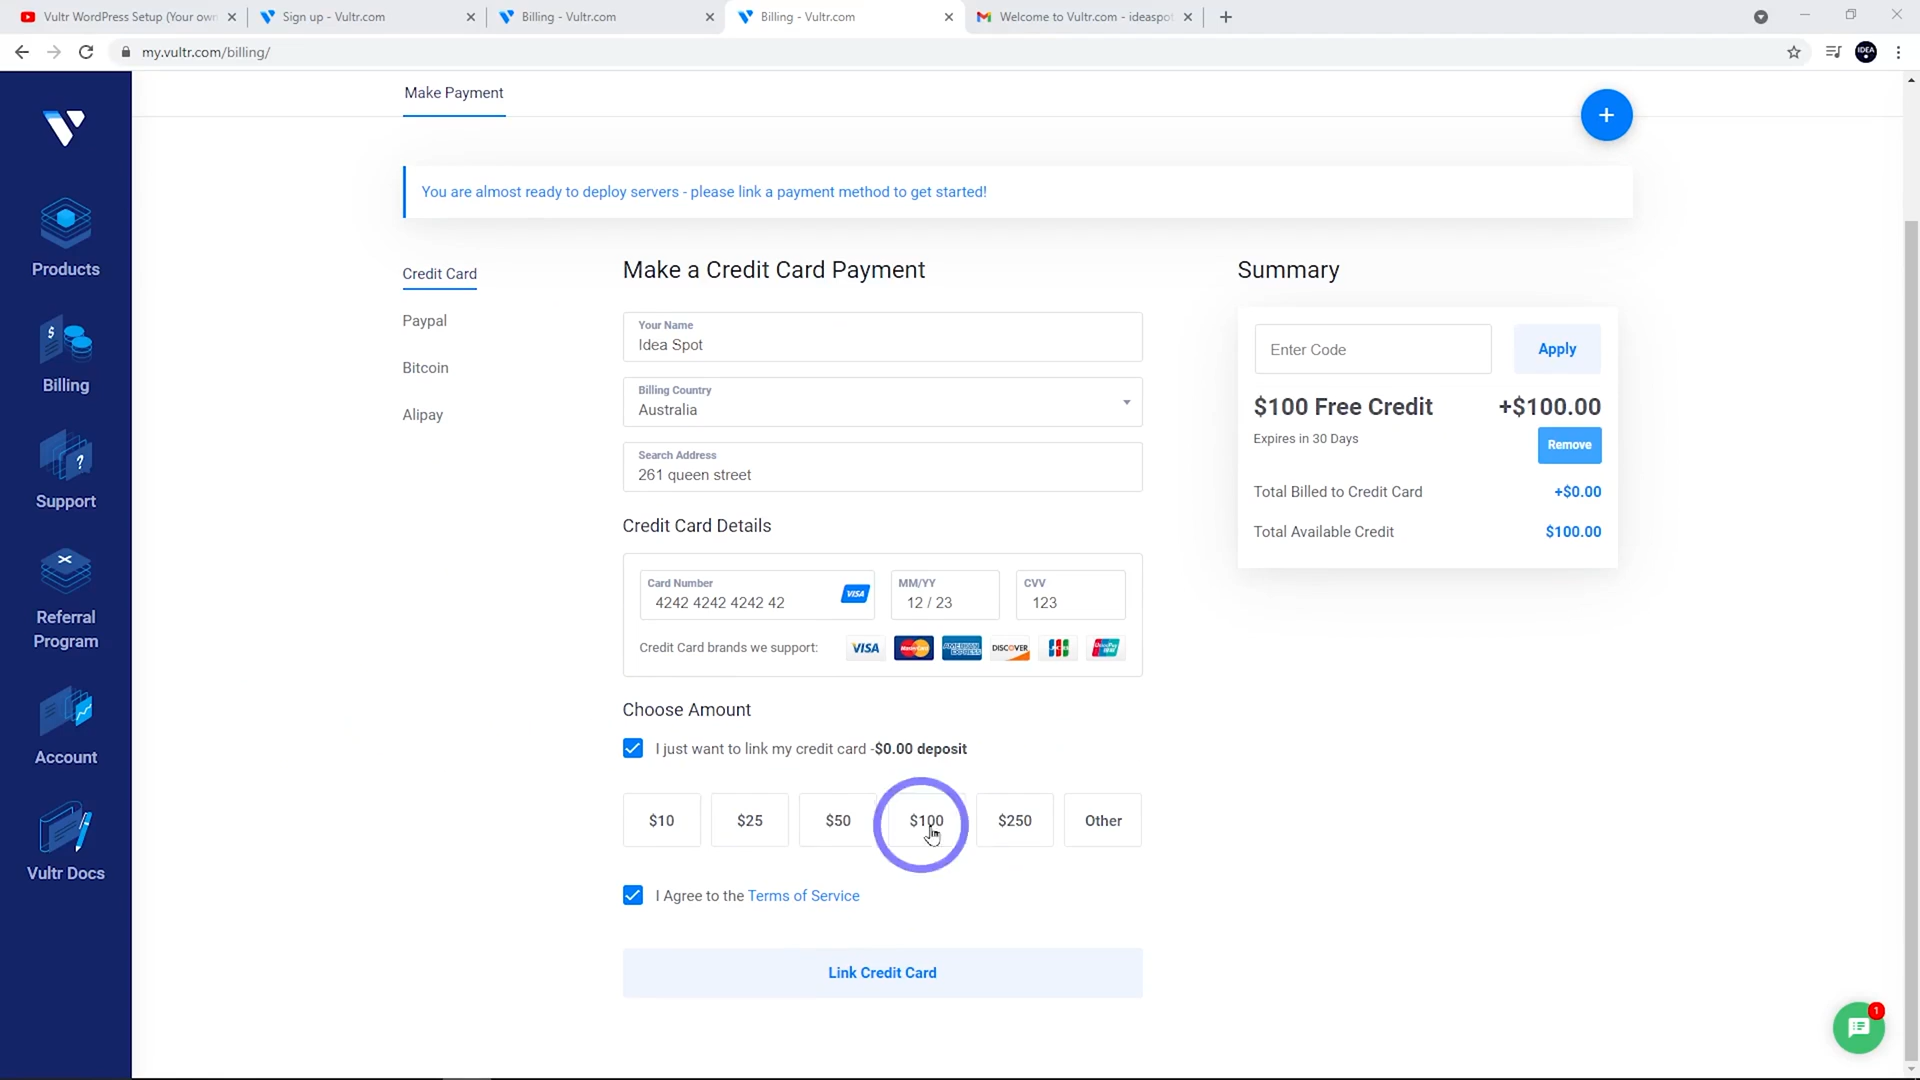 Vultr WordPress Setup (Your own
Sign up - Vultr.com
Billing - Vultr.com
Billing - Vultr.com
Welcome to Vultr.com - ideaspot
my.vultr.com/billing/
IDEA
Make Payment
+
You are almost ready to deploy servers - please link a payment method to get started!
Products
Billing
Support
Referral
Program
Account
Vultr Docs
Credit Card
Paypal
Bitcoin
Alipay
Make a Credit Card Payment
Your Name
Idea Spot
Billing Country
Australia
Search Address
261 queen street
Credit Card Details
Card Number
4242 4242 4242 42
VISA
MM/YY
12 / 23
CVV
123
Credit Card brands we support:
VISA
MasterCard
AMERICAN EXPRESS
DISCOVER
JCB
UnionPay
Choose Amount
I just want to link my credit card -$0.00 deposit
$10
$25
$50
$100
$250
Other
I Agree to the Terms of Service
Link Credit Card
Summary
Enter Code
Apply
$100 Free Credit
+$100.00
Expires in 30 Days
Remove
Total Billed to Credit Card
+$0.00
Total Available Credit
$100.00
1